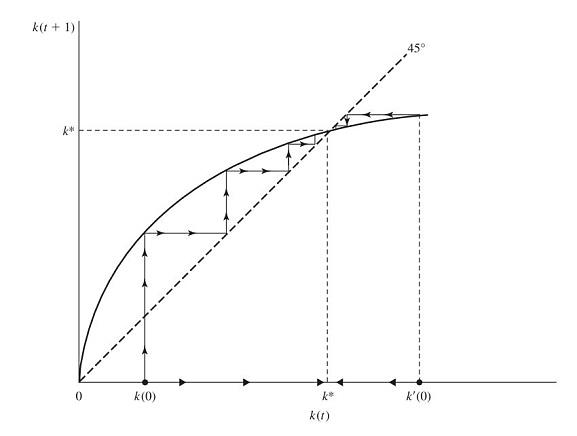 k(t + 1)
45°
k*
0
k(0)
k*
k′(0)
k(t)